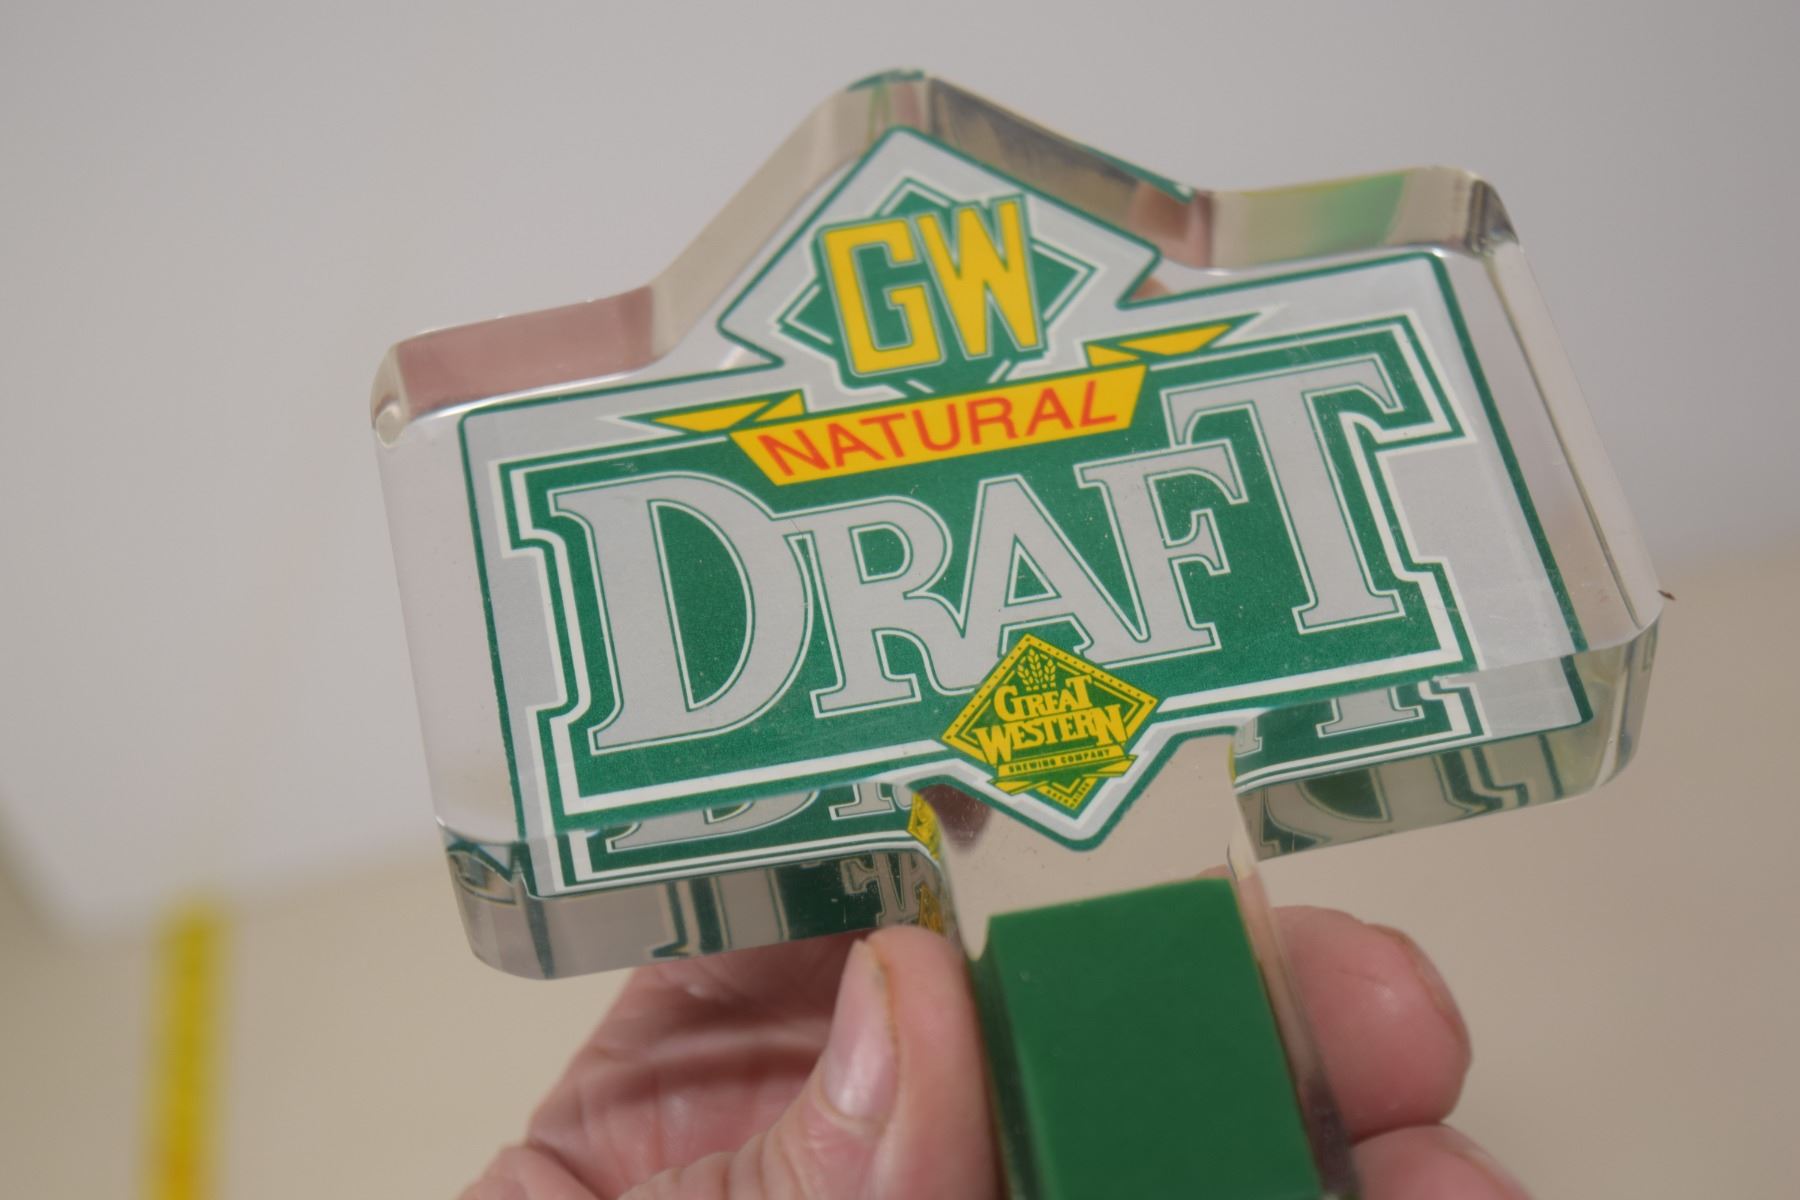 GW
NATURAL
DRAFT
GREAT
WESTERN
BREWING COMPANY